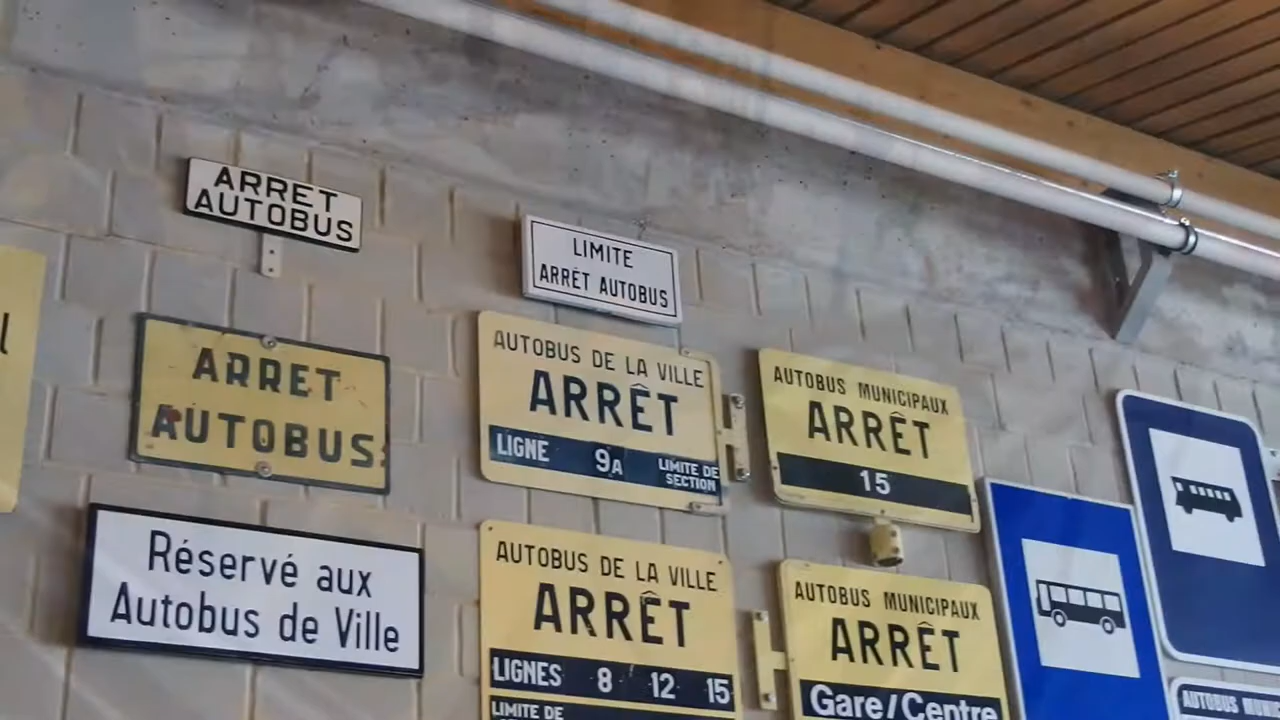 ARRET
AUTOBUS
LIMITE
ARRÊT AUTOBUS
ARRET
AUTOBUS
AUTOBUS DE LA VILLE
ARRÊT
LIGNE 9A LIMITE DE
SECTION
AUTOBUS MUNICIPAUX
ARRÊT
15
Réservé aux
Autobus de Ville
AUTOBUS DE LA VILLE
ARRÊT
LIGNES 8 12 15
LIMITE DE
AUTOBUS MUNICIPAUX
ARRÊT
Gare/Centre
AUTOBUS